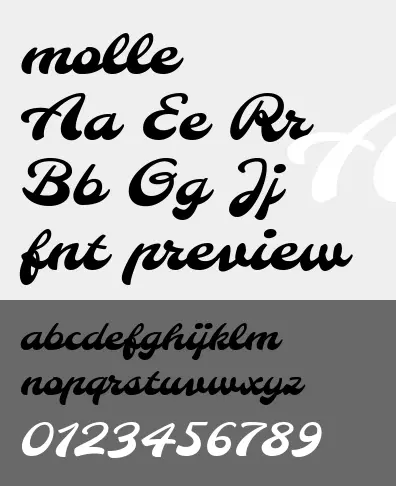 molle
Aa Ee Rr
Bb Og Jj
fnt preview
abcdefghijklm
nopqrstuvwxyz
0123456789